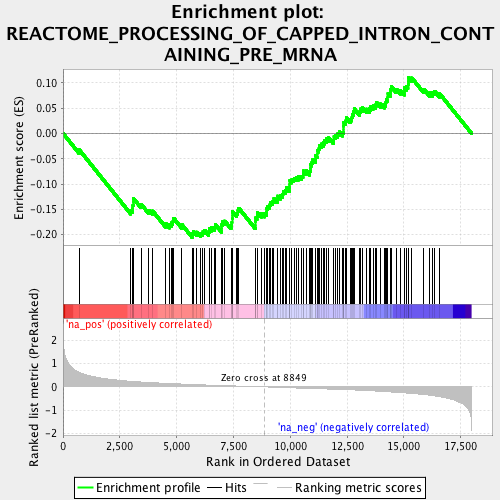 Enrichment plot:
REACTOME_PROCESSING_OF_CAPPED_INTRON_CONT
AINING_PRE_MRNA
Enrichment score (ES)
0.10
0.05
0.00
-0.05
-0.10
-0.15
-0.20
'na_pos' (positively correlated)
Ranked list metric (PreRanked)
2
1
0
-1
-2
Zero cross at 8849
'na_neg' (negatively correlated)
0
2,500
5,000
7,500
10,000
12,500
15,000
17,500
Rank in Ordered Dataset
Enrichment profile
Hits
Ranking metric scores